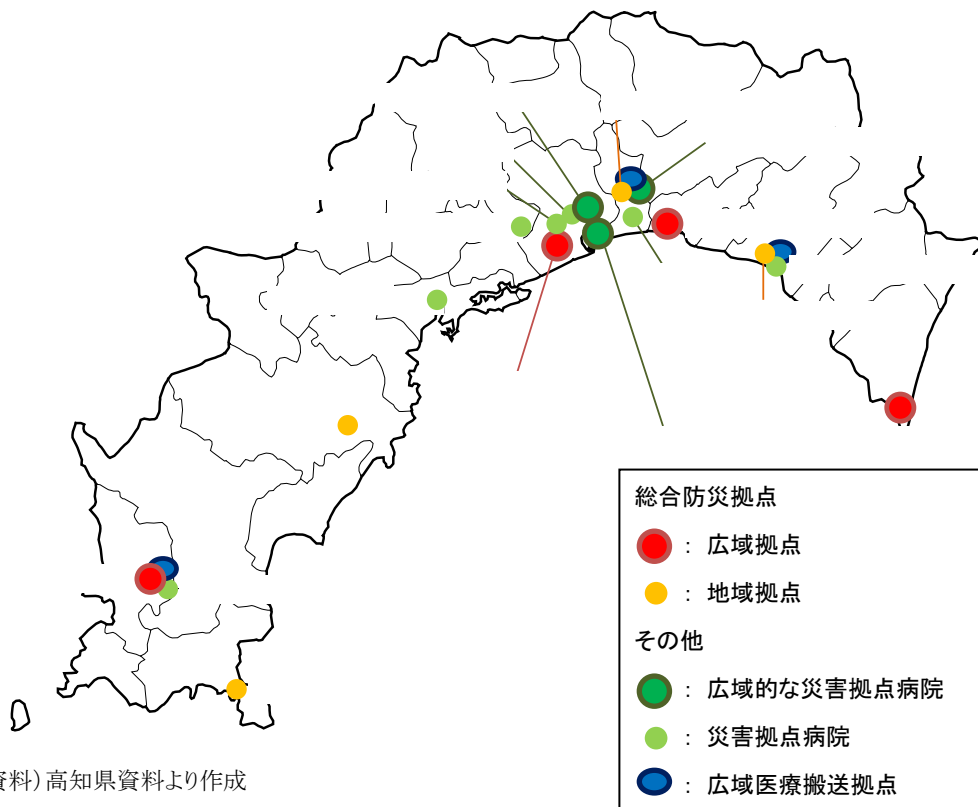 総合防災拠点
： 広域拠点
： 地域拠点
その他
： 広域的な災害拠点病院
： 災害拠点病院
： 広域医療搬送拠点
資料）高知県資料より作成